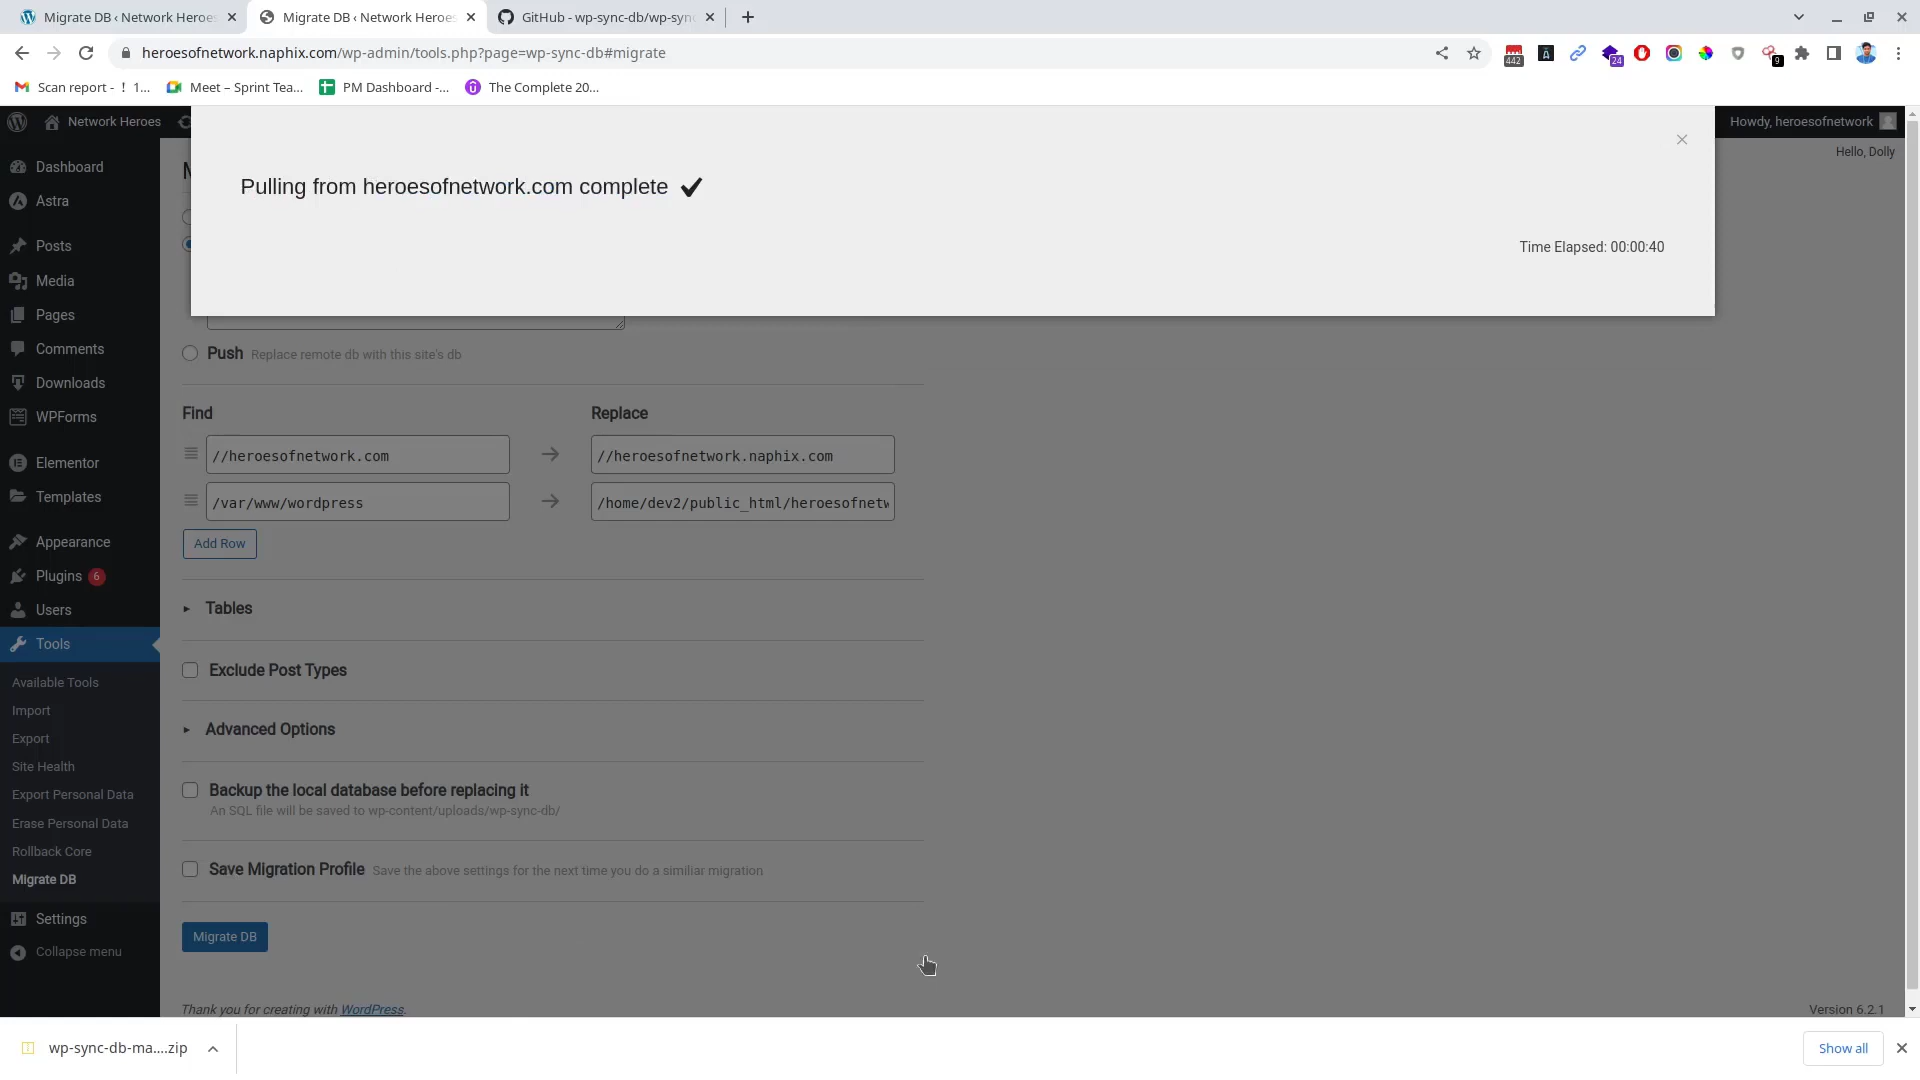 Migrate DB ‹ Network Heroes
Migrate DB ‹ Network Heroes
GitHub - wp-sync-db/wp-sync
heroesofnetwork.naphix.com/wp-admin/tools.php?page=wp-sync-db#migrate
442
24
9
Scan report - ! 1...
Meet – Sprint Tea...
PM Dashboard -...
The Complete 20...
Network Heroes
Howdy, heroesofnetwork
Hello, Dolly
Pulling from heroesofnetwork.com complete ✔
Time Elapsed: 00:00:40
Dashboard
Astra
Posts
Media
Pages
Comments
Downloads
WPForms
Elementor
Templates
Appearance
Plugins 6
Users
Tools
Available Tools
Import
Export
Site Health
Export Personal Data
Erase Personal Data
Rollback Core
Migrate DB
Settings
Collapse menu
Push Replace remote db with this site's db
Find Replace
//heroesofnetwork.com → //heroesofnetwork.naphix.com
/var/www/wordpress → /home/dev2/public_html/heroesofnetw
Add Row
Tables
Exclude Post Types
Advanced Options
Backup the local database before replacing it
An SQL file will be saved to wp-content/uploads/wp-sync-db/
Save Migration Profile Save the above settings for the next time you do a similiar migration
Migrate DB
Thank you for creating with WordPress.
Version 6.2.1
wp-sync-db-ma....zip
Show all